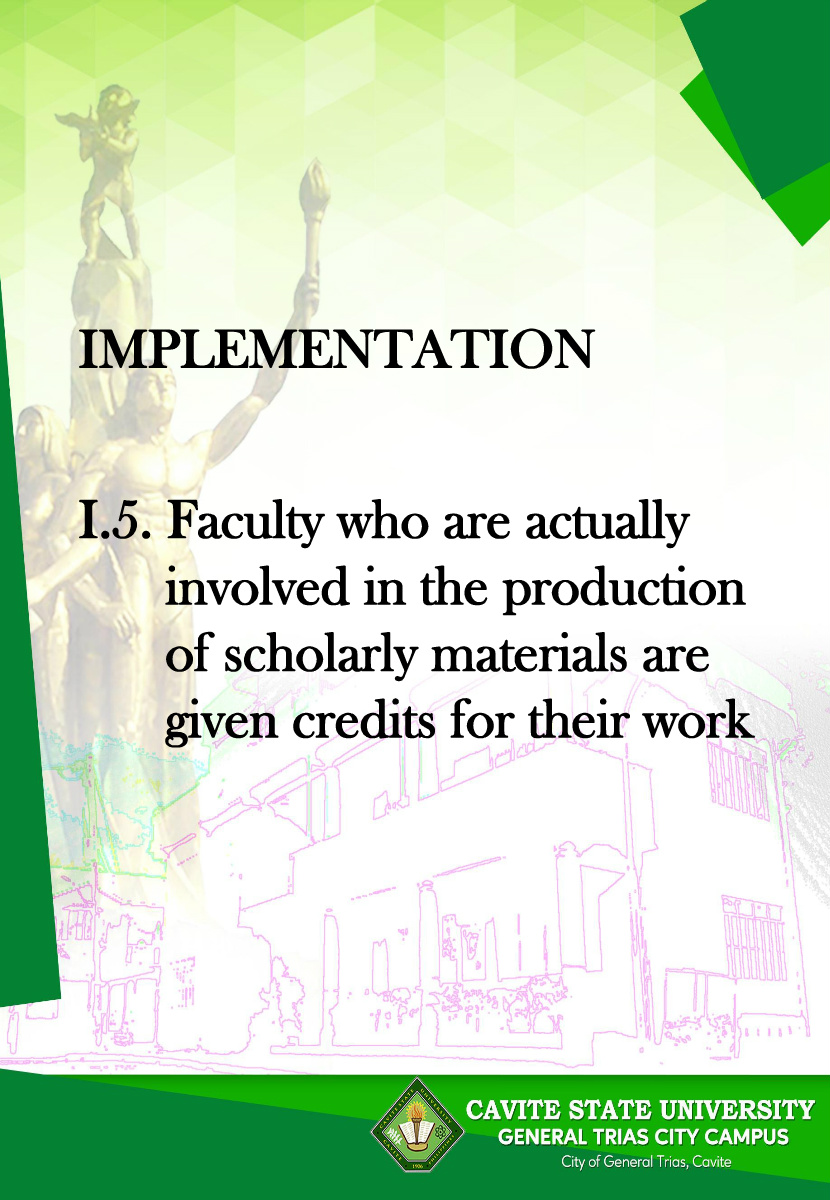 IMPLEMENTATION
I.5. Faculty who are actually
involved in the production
of scholarly materials are
given credits for their work
CAVITE STATE UNIVERSITY
GENERAL TRIAS CITY CAMPUS
City of General Trias, Cavite
1906